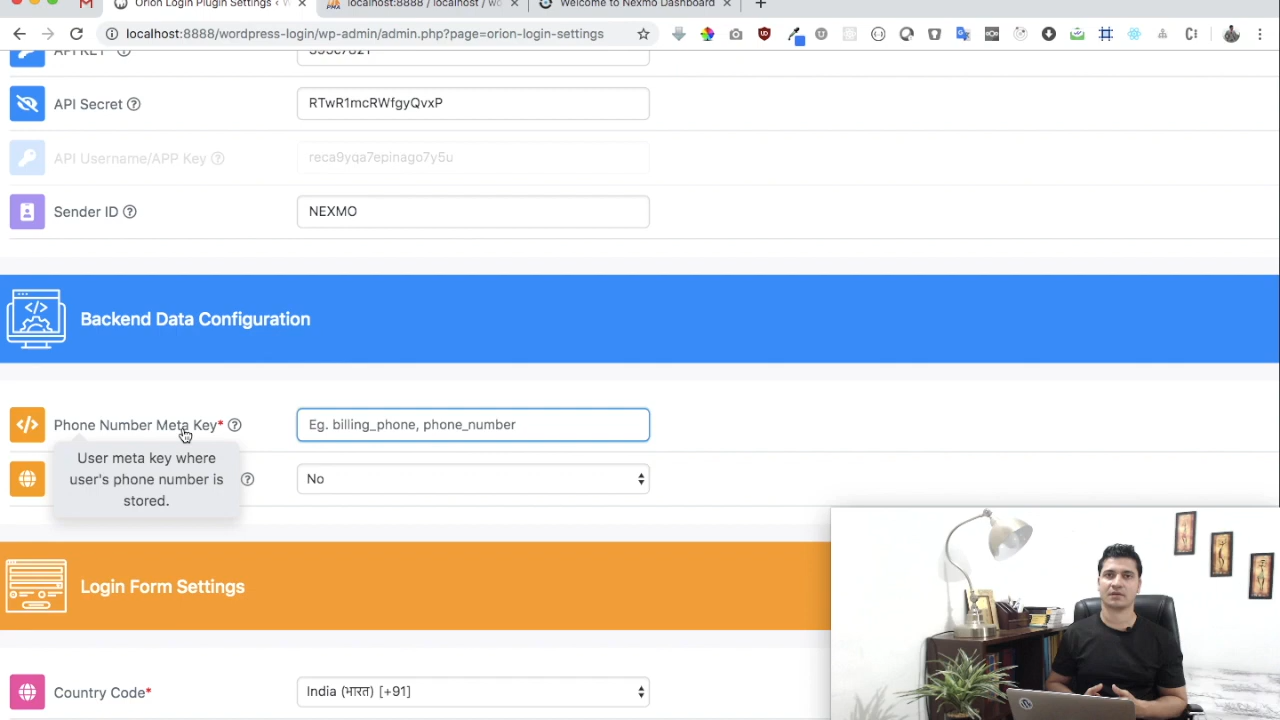 Orion Login Plugin Settings ‹ W
localhost:8888 / localhost / wo
Welcome to Nexmo Dashboard
localhost:8888/wordpress-login/wp-admin/admin.php?page=orion-login-settings
API KEY
API Secret
RTwR1mcRWfgyQvxP
API Username/APP Key
reca9yqa7epinago7y5u
Sender ID
NEXMO
Backend Data Configuration
Phone Number Meta Key*
Eg. billing_phone, phone_number
User meta key where
user's phone number is
stored.
No
Login Form Settings
Country Code*
India (भारत) [+91]